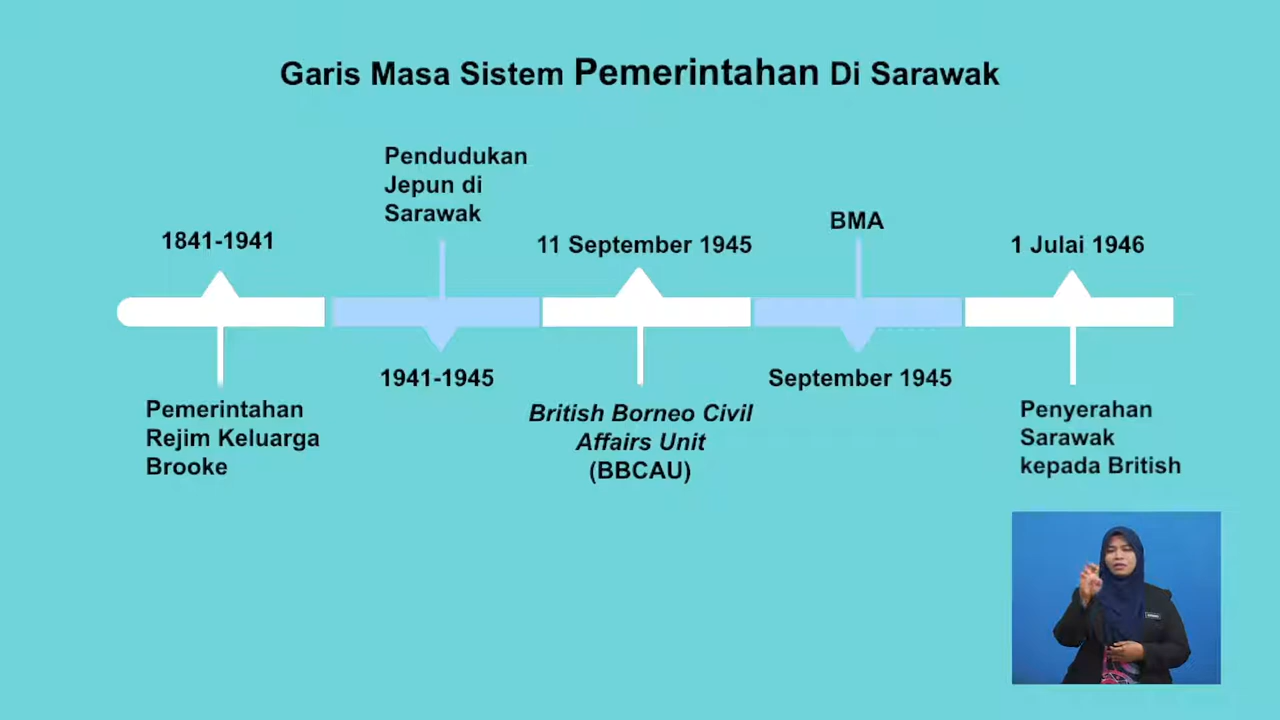 Garis Masa Sistem Pemerintahan Di Sarawak
1841-1941
Pemerintahan
Rejim Keluarga
Brooke
Pendudukan
Jepun di
Sarawak
1941-1945
11 September 1945
British Borneo Civil
Affairs Unit
(BBCAU)
BMA
September 1945
1 Julai 1946
Penyerahan
Sarawak
kepada British